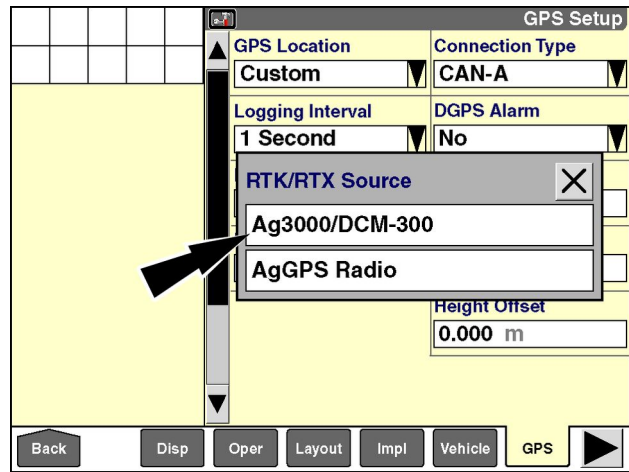 GPS Setup
GPS Location
Connection Type
Custom
CAN-A
Logging Interval
DGPS Alarm
1 Second
No
RTK/RTX Source
Ag3000/DCM-300
AgGPS Radio
Height Offset
0.000 m
Back
Disp
Oper
Layout
Impl
Vehicle
GPS